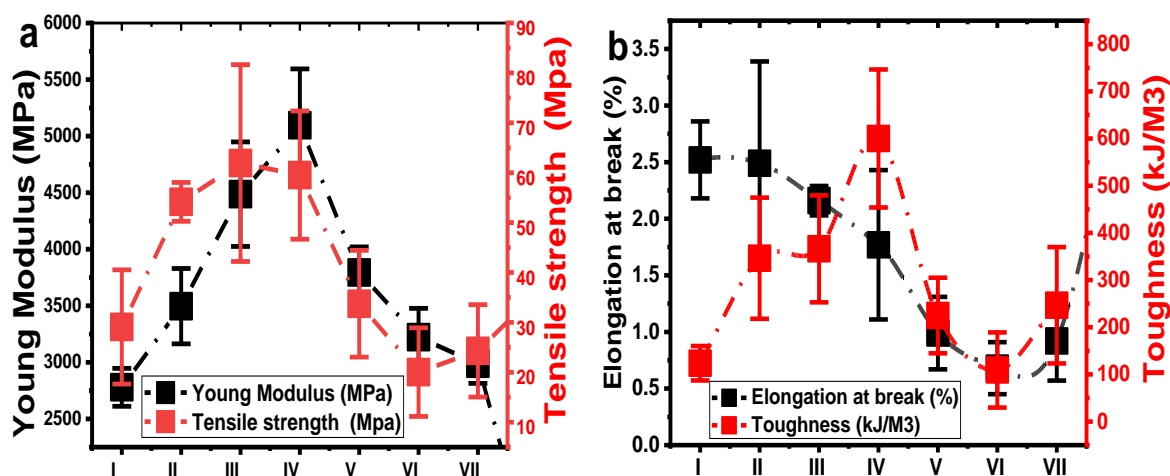 a
Young Modulus (MPa)
6000
5500
5000
4500
4000
3500
3000
2500
Tensile strength (Mpa)
90
80
70
60
50
40
30
20
10
5
Young Modulus (MPa)
Tensile strength (Mpa)
I II III IV V VI VII
b
Elongation at break (%)
3.5
3.0
2.5
2.0
1.5
1.0
0.5
0.0
Toughness (kJ/M3)
800
700
600
500
400
300
200
100
0
Elongation at break (%)
Toughness (kJ/M3)
I II III IV V VI VII